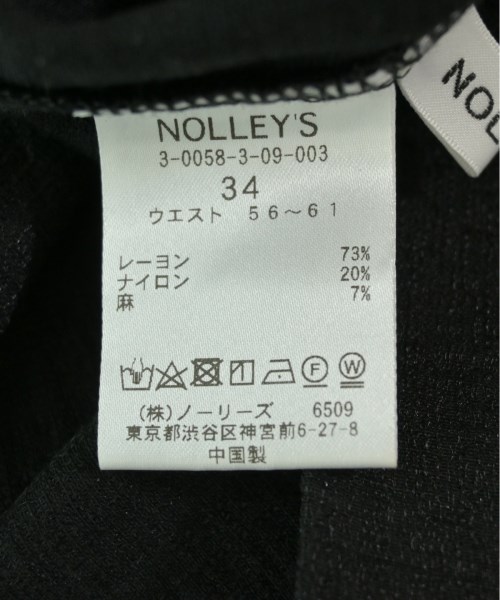 NOLLEY'S
3-0058-3-09-003
34
ウエスト 56～61
レーヨン 73%
ナイロン 20%
麻 7%
F W
(株)ノーリーズ 6509
東京都渋谷区神宮前6-27-8
中国製
NOL